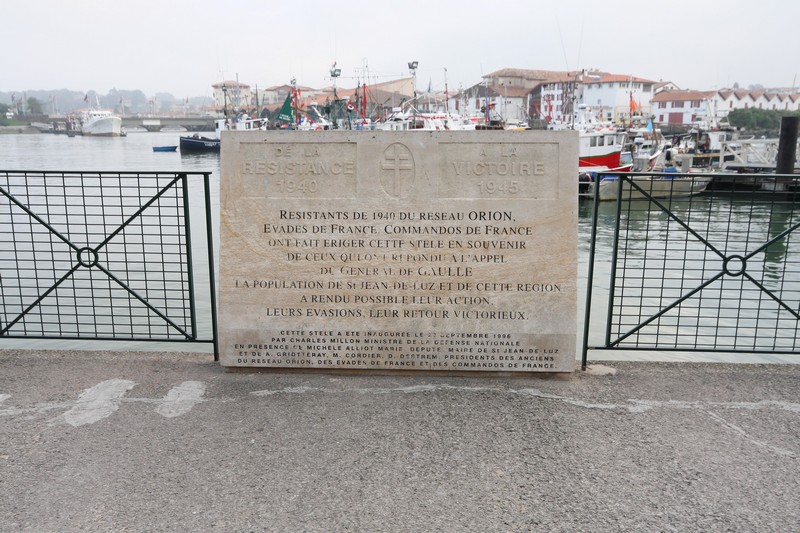 DE LA
RESISTANCE
1940
A LA
VICTOIRE
1945
RESISTANTS DE 1940 DU RESEAU ORION,
EVADES DE FRANCE, COMMANDOS DE FRANCE
ONT FAIT ERIGER CETTE STELE EN SOUVENIR
DE CEUX QUI ONT REPONDU A L'APPEL
DU GENERAL DE GAULLE
LA POPULATION DE ST JEAN-DE-LUZ ET DE CETTE REGION
A RENDU POSSIBLE LEUR ACTION,
LEURS EVASIONS, LEUR RETOUR VICTORIEUX.
CETTE STELE A ETE INAUGUREE LE SEPTEMBRE 1996
PAR CHARLES MILLON MINISTRE DE LA DEFENSE NATIONALE
EN PRESENCE DE MICHELE ALLIOT MARIE, DEPUTE, MAIRE DE ST JEAN-DE-LUZ
ET DE A. GRIOTTERAY, M. CORDIER, D. DESTREM, PRESIDENTS DES ANCIENS
DU RESEAU ORION, DES EVADES DE FRANCE ET DES COMMANDOS DE FRANCE.